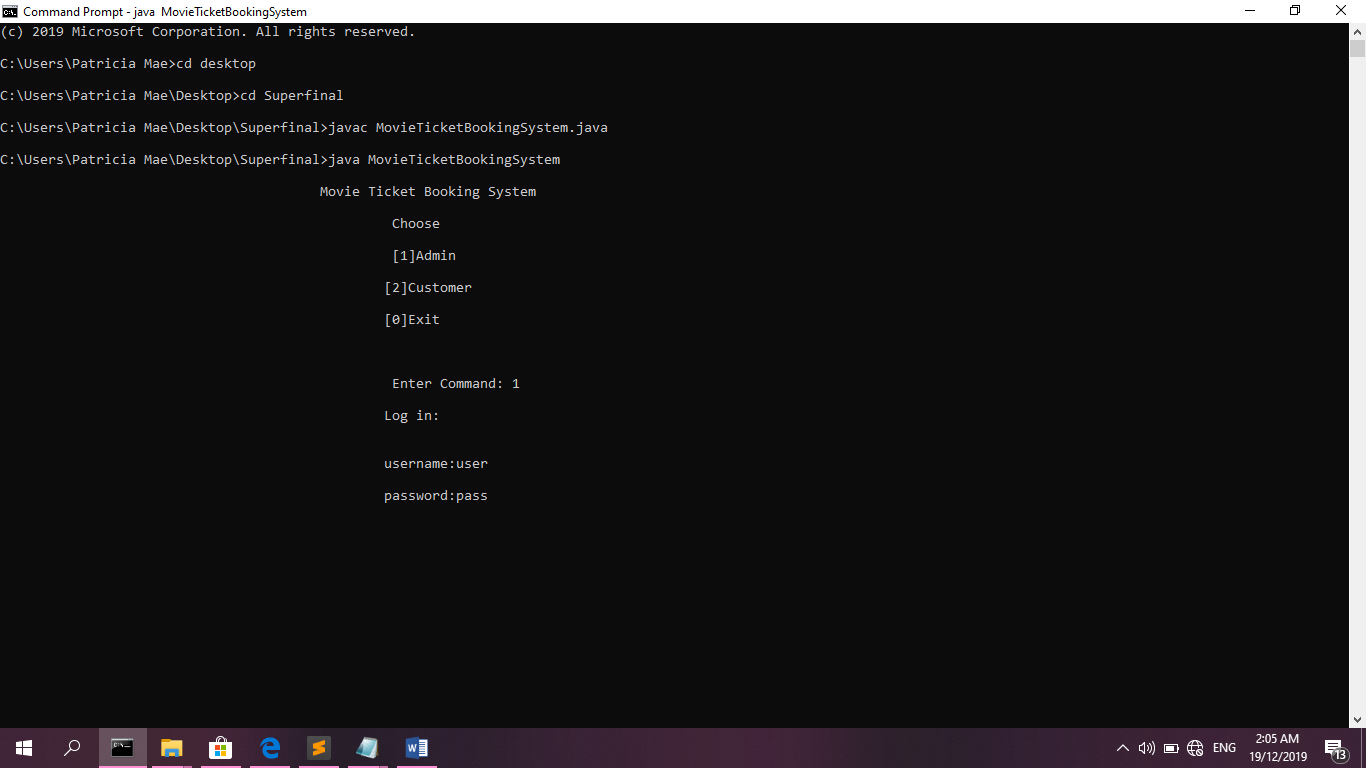 Command Prompt - java  MovieTicketBookingSystem
(c) 2019 Microsoft Corporation. All rights reserved.
C:\Users\Patricia Mae>cd desktop
C:\Users\Patricia Mae\Desktop>cd Superfinal
C:\Users\Patricia Mae\Desktop\Superfinal>javac MovieTicketBookingSystem.java
C:\Users\Patricia Mae\Desktop\Superfinal>java MovieTicketBookingSystem
Movie Ticket Booking System
Choose
[1]Admin
[2]Customer
[0]Exit
Enter Command: 1
Log in:
username:user
password:pass
ENG
2:05 AM
19/12/2019
13